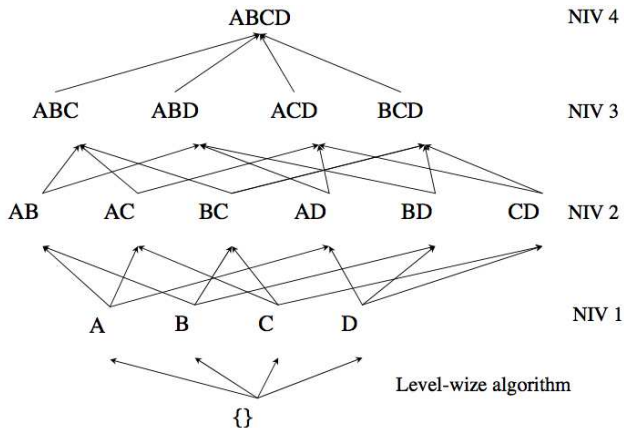 ABCD NIV 4
ABC ABD ACD BCD NIV 3
AB AC BC AD BD CD NIV 2
A B C D NIV 1
Level-wize algorithm
{}